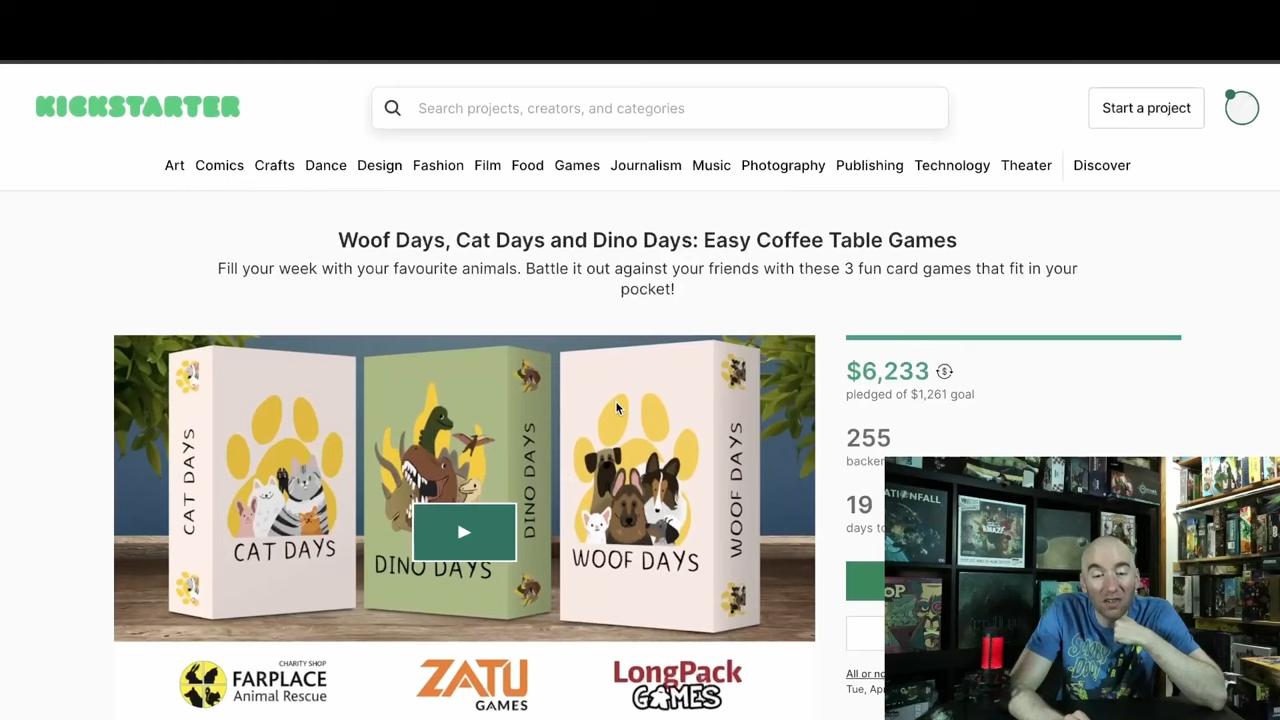 KICKSTARTER
Search projects, creators, and categories
Start a project
Art Comics Crafts Dance Design Fashion Film Food Games Journalism Music Photography Publishing Technology Theater Discover
Woof Days, Cat Days and Dino Days: Easy Coffee Table Games
Fill your week with your favourite animals. Battle it out against your friends with these 3 fun card games that fit in your
pocket!
$6,233
pledged of $1,261 goal
255
19
CAT DAYS
CAT DAYS
DINO DAYS
DINO DAYS
WOOF DAYS
WOOF DAYS
CHARITY SHOP
FARPLACE
Animal Rescue
ZATU
GAMES
LongPack
GAMES